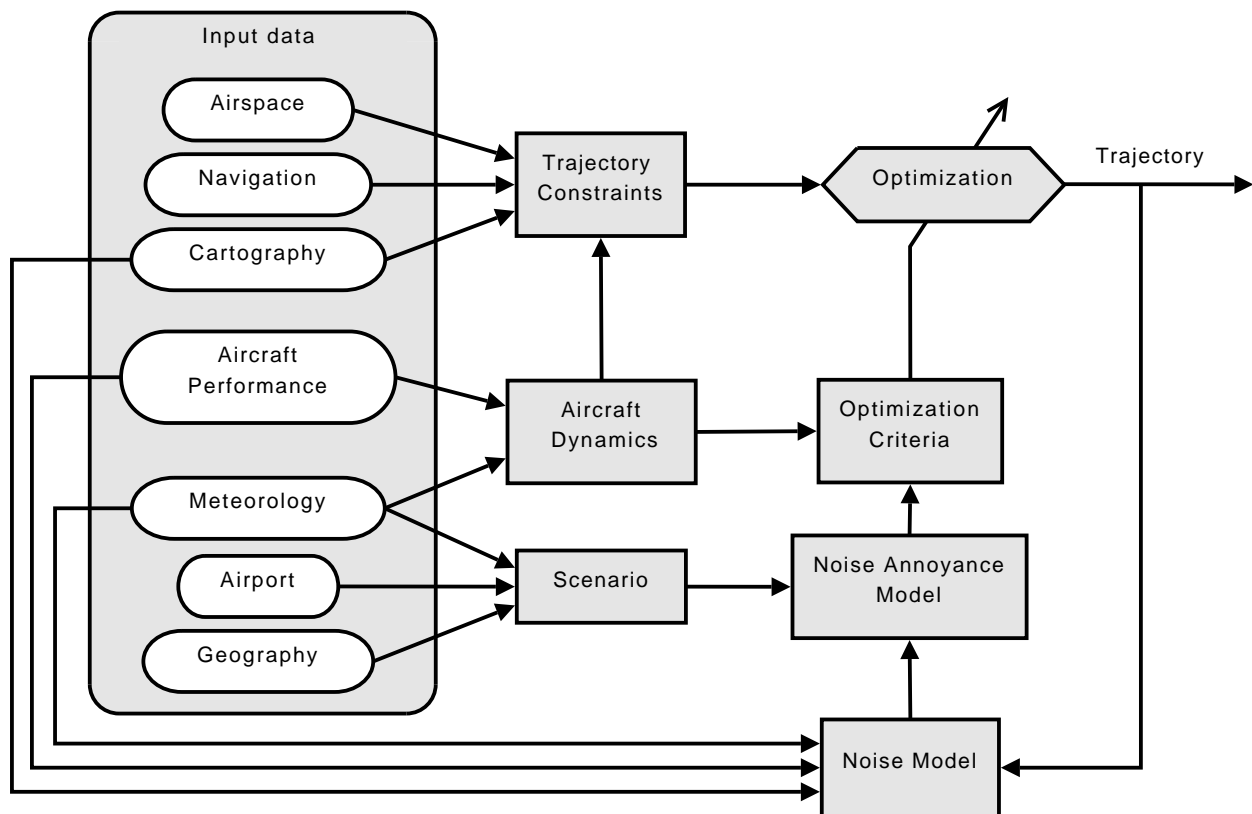 Input data
Airspace
Navigation
Cartography
Aircraft
Performance
Meteorology
Airport
Geography
Trajectory
Constraints
Aircraft
Dynamics
Scenario
Optimization
Trajectory
Optimization
Criteria
Noise Annoyance
Model
Noise Model